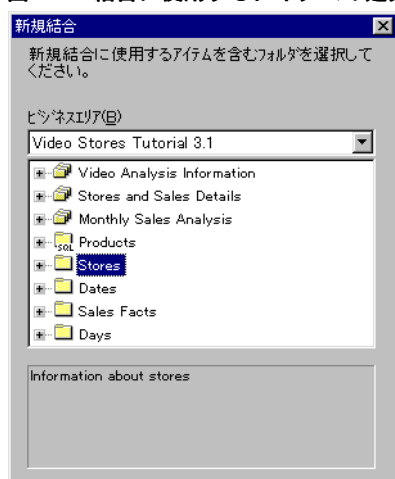 新規結合
新規結合に使用するアイテムを含むフォルダを選択して
ください。
ビジネスエリア(B)
Video Stores Tutorial 3.1
Video Analysis Information
Stores and Sales Details
Monthly Sales Analysis
SQL Products
Stores
Dates
Sales Facts
Days
Information about stores